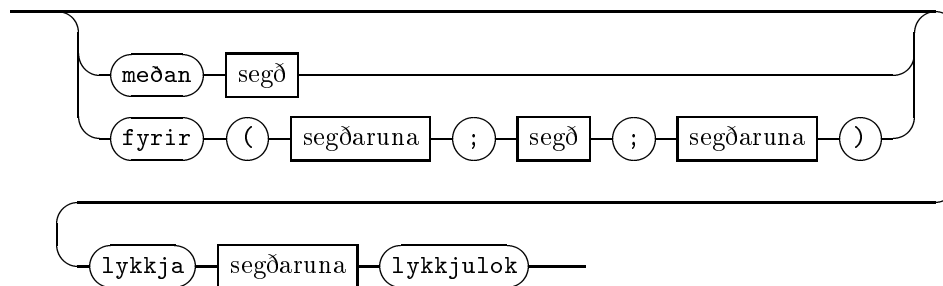 meðan segð
fyrir ( segðaruna ; segð ; segðaruna )
lykkja segðaruna lykkjulok